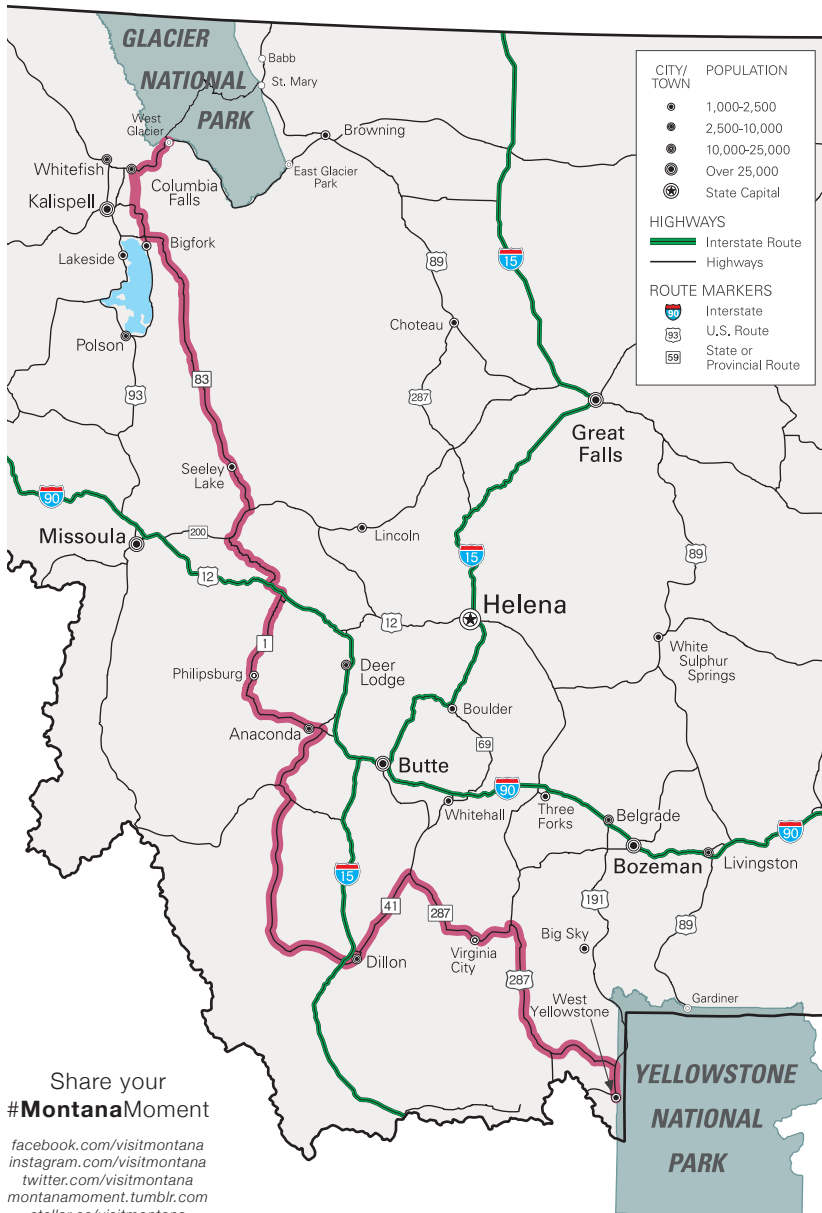 GLACIER
NATIONAL
PARK
Babb
St. Mary
West
Glacier
Browning
East Glacier
Park
Whitefish
Columbia
Falls
Kalispell
Bigfork
Lakeside
Polson
93
83
89
Choteau
287
15
Great
Falls
Seeley
Lake
90
Missoula
200
12
Lincoln
15
89
12
Helena
1
Philipsburg
Deer
Lodge
White
Sulphur
Springs
Boulder
Anaconda
69
Butte
90
Whitehall
Three
Forks
Belgrade
90
Bozeman
Livingston
15
41
287
191
Virginia
City
Big Sky
89
Dillon
287
West
Yellowstone
Gardiner
YELLOWSTONE
NATIONAL
PARK
CITY/
TOWN
POPULATION
1,000-2,500
2,500-10,000
10,000-25,000
Over 25,000
State Capital
HIGHWAYS
Interstate Route
Highways
ROUTE MARKERS
90 Interstate
93 U.S. Route
59 State or
Provincial Route
Share your
#MontanaMoment
facebook.com/visitmontana
instagram.com/visitmontana
twitter.com/visitmontana
montanamoment.tumblr.com